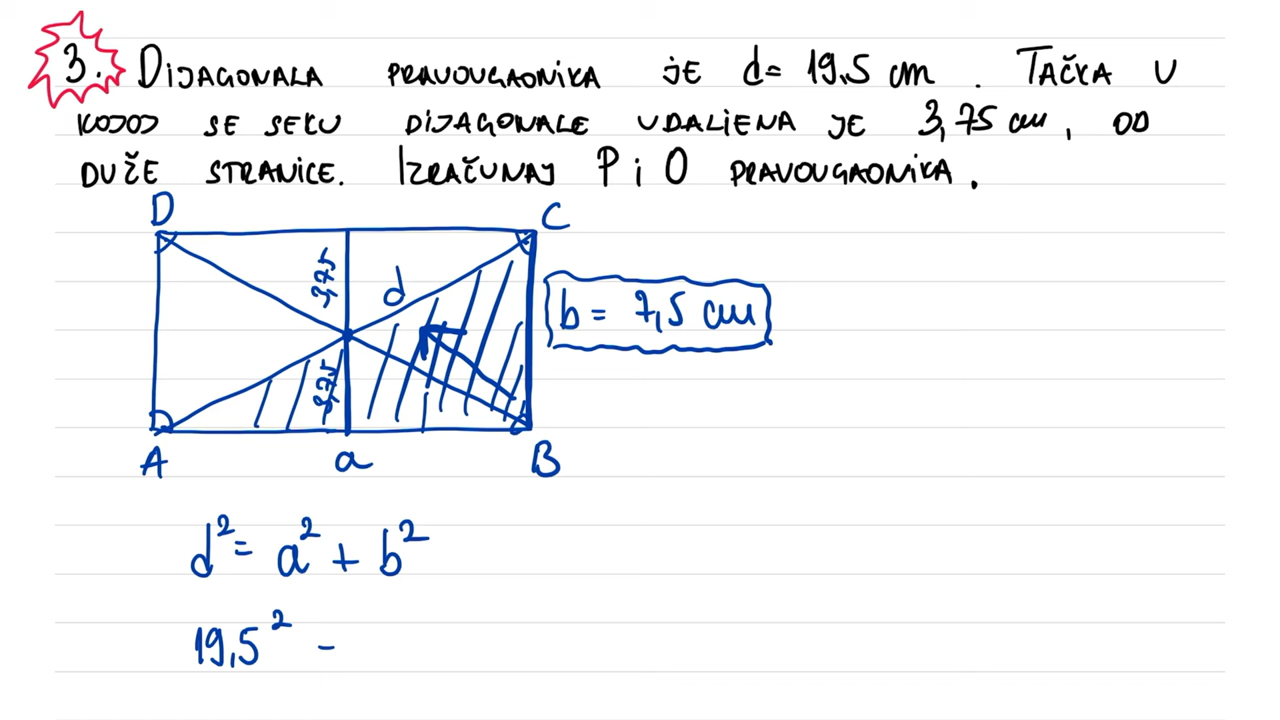 3. DIJAGONALA PRAVOUGAONIKA JE d= 19,5 cm. TAČKA U
KOJOJ SE SEKU DIJAGONALE UDALJENA JE 3,75 cm, OD
DUŽE STRANICE. IZRAČUNAJ P i O PRAVOUGAONIKA.
D C
3,75 d
b = 7,5 cm
3,75
A a B
d² = a² + b²
19,5² =